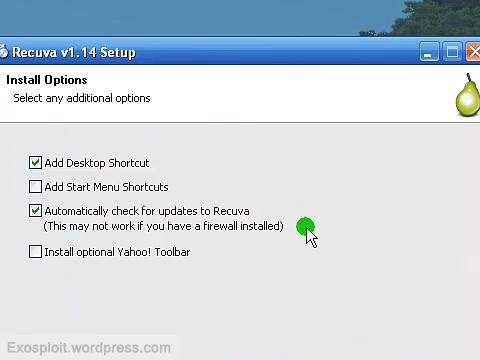 Recuva v1.14 Setup
Install Options
Select any additional options
Add Desktop Shortcut
Add Start Menu Shortcuts
Automatically check for updates to Recuva
(This may not work if you have a firewall installed)
Install optional Yahoo! Toolbar
Exosploit.wordpress.com